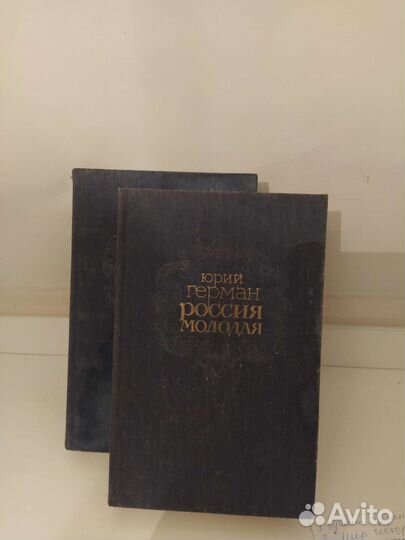 Юрий
Герман
Россия
молодая
Avito